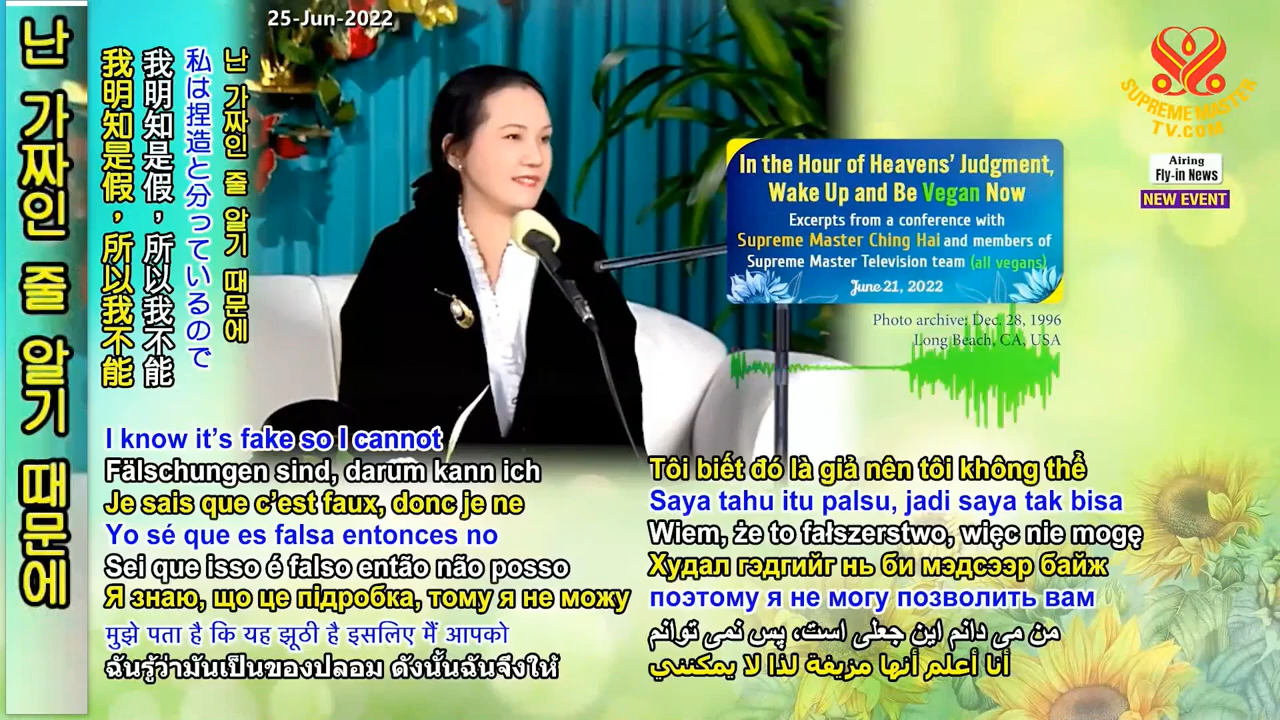 25-Jun-2022
난 가짜인 줄 알기 때문에
我明知是假，所以我不能
我明知是假，所以我不能
私は捏造と分っているので
난 가짜인 줄 알기 때문에
SUPREME MASTER
TV.COM
Airing
Fly-in News
NEW EVENT
In the Hour of Heavens’ Judgment,
Wake Up and Be Vegan Now
Excerpts from a conference with
Supreme Master Ching Hai and members of
Supreme Master Television team (all vegans)
June 21, 2022
Photo archive: Dec. 28, 1996
Long Beach, CA, USA
I know it’s fake so I cannot
Fälschungen sind, darum kann ich
Je sais que c’est faux, donc je ne
Yo sé que es falsa entonces no
Sei que isso é falso então não posso
Я знаю, що це підробка, тому я не можу
मुझे पता है कि यह झूठी है इसलिए मैं आपको
ฉันรู้ว่ามันเป็นของปลอม ดังนั้นฉันจึงให้
Tôi biết đó là giả nên tôi không thể
Saya tahu itu palsu, jadi saya tak bisa
Wiem, że to fałszerstwo, więc nie mogę
Худал гэдгийг нь би мэдсээр байж
поэтому я не могу позволить вам
من می دانم این جعلی است، پس نمی توانم
أنا أعلم أنها مزيفة لذا لا يمكنني